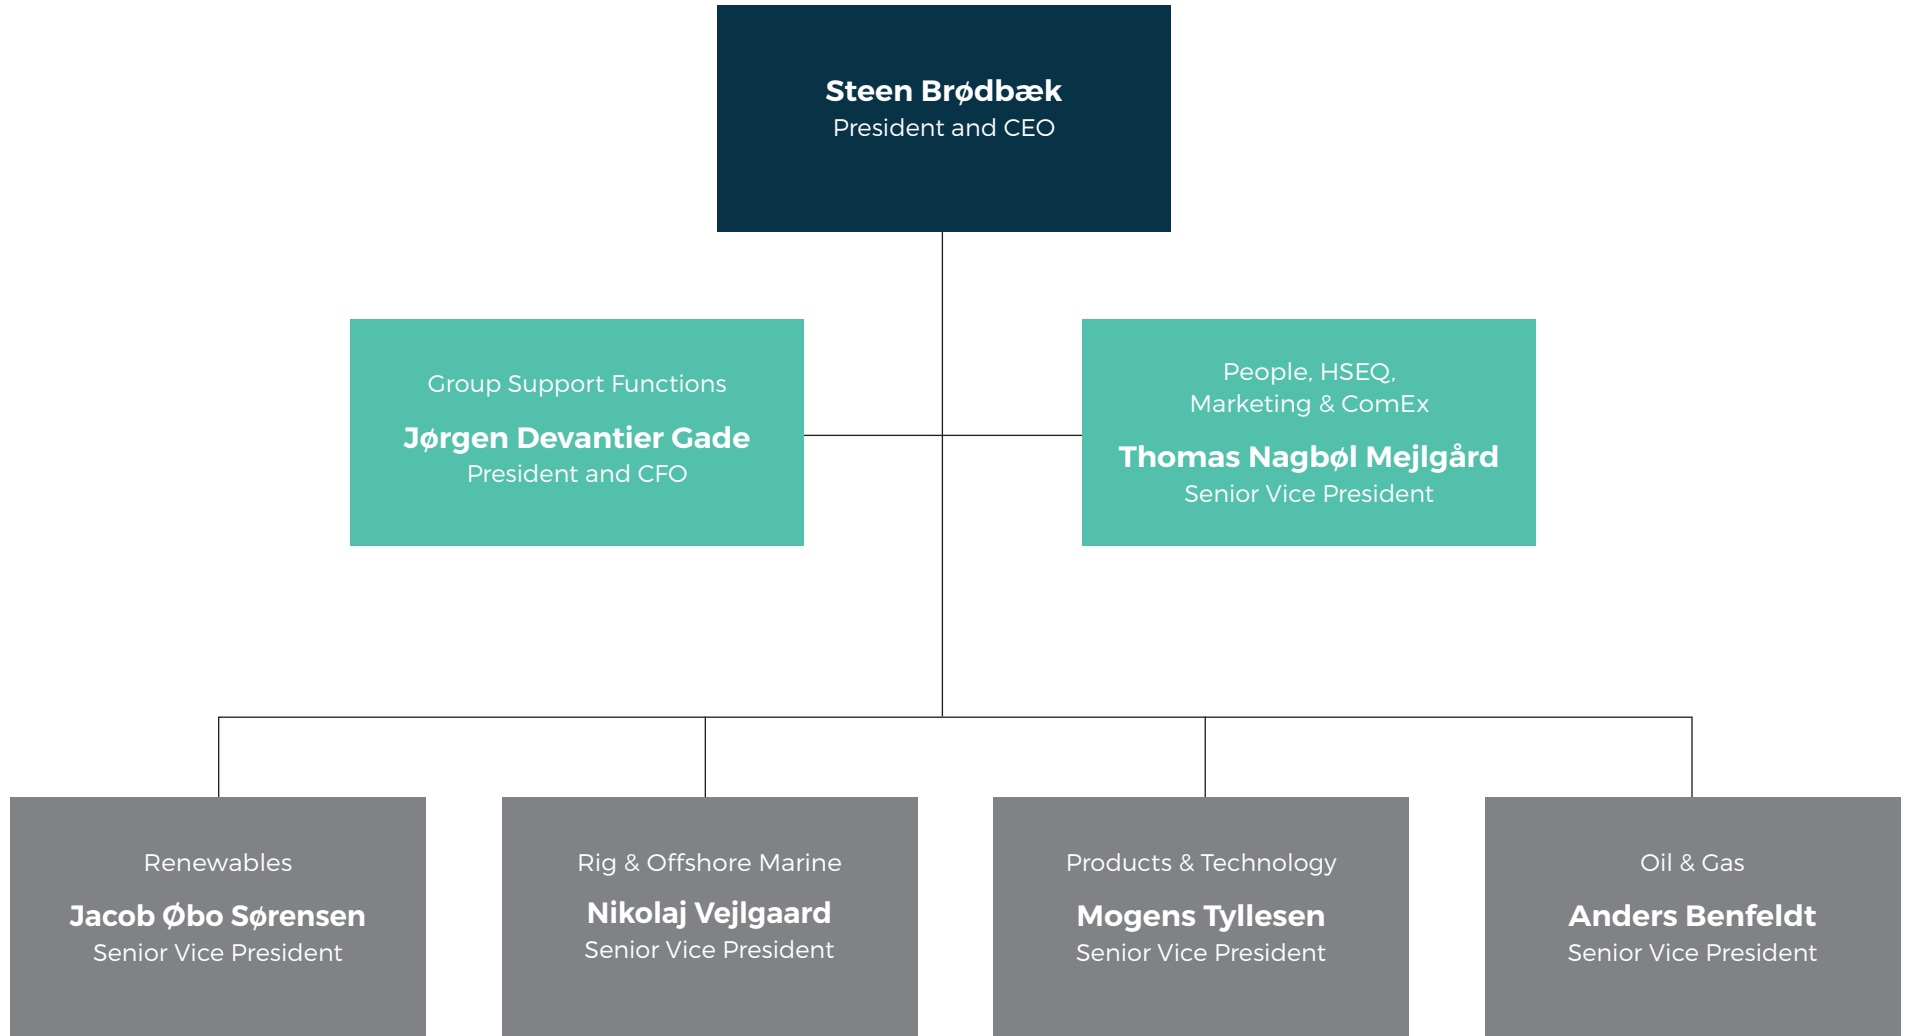 Steen Brødbæk
President and CEO
Group Support Functions
Jørgen Devantier Gade
President and CFO
People, HSEQ,
Marketing & ComEx
Thomas Nagbøl Mejlgård
Senior Vice President
Renewables
Jacob Øbo Sørensen
Senior Vice President
Rig & Offshore Marine
Nikolaj Vejlgaard
Senior Vice President
Products & Technology
Mogens Tyllesen
Senior Vice President
Oil & Gas
Anders Benfeldt
Senior Vice President